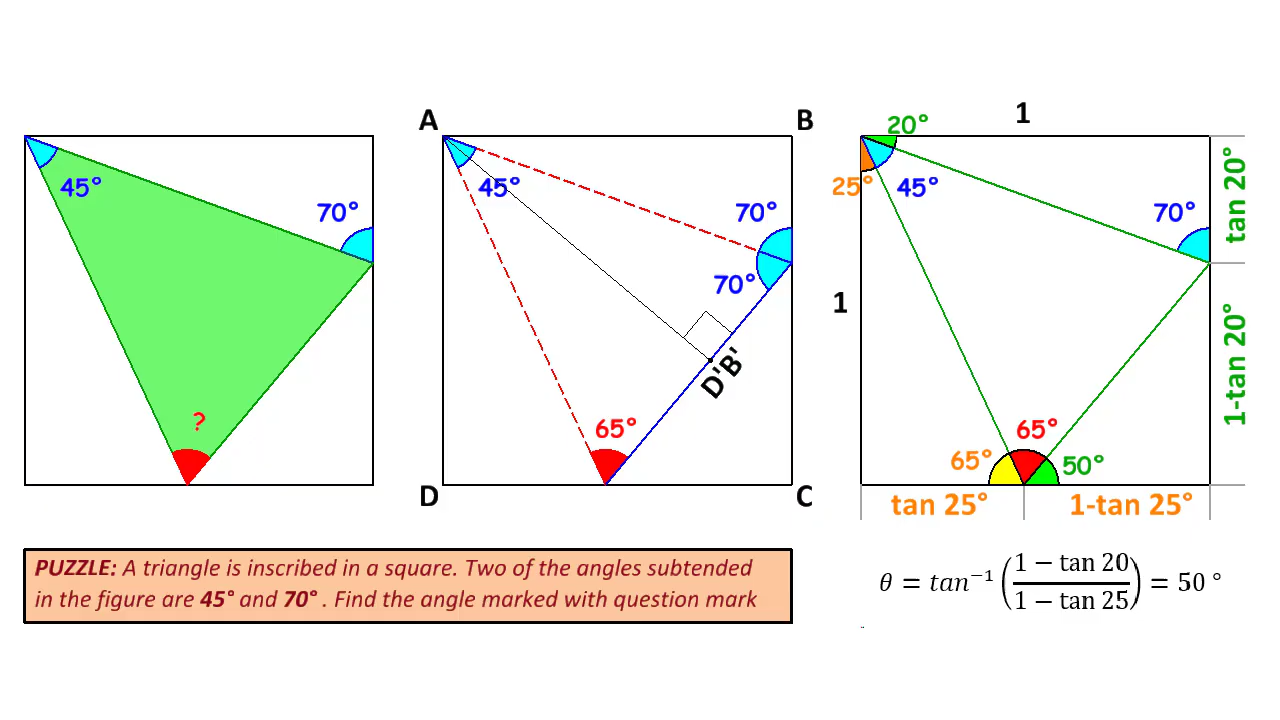 45°
70°
?
A
B
45°
70°
70°
D'B'
65°
D
C
1
20°
25°
45°
70°
tan 20°
1
1-tan 20°
65°
65°
50°
tan 25°
1-tan 25°
PUZZLE: A triangle is inscribed in a square. Two of the angles subtended
in the figure are 45° and 70° . Find the angle marked with question mark
θ = tan⁻¹ (1 − tan 20 / 1 − tan 25) = 50 °